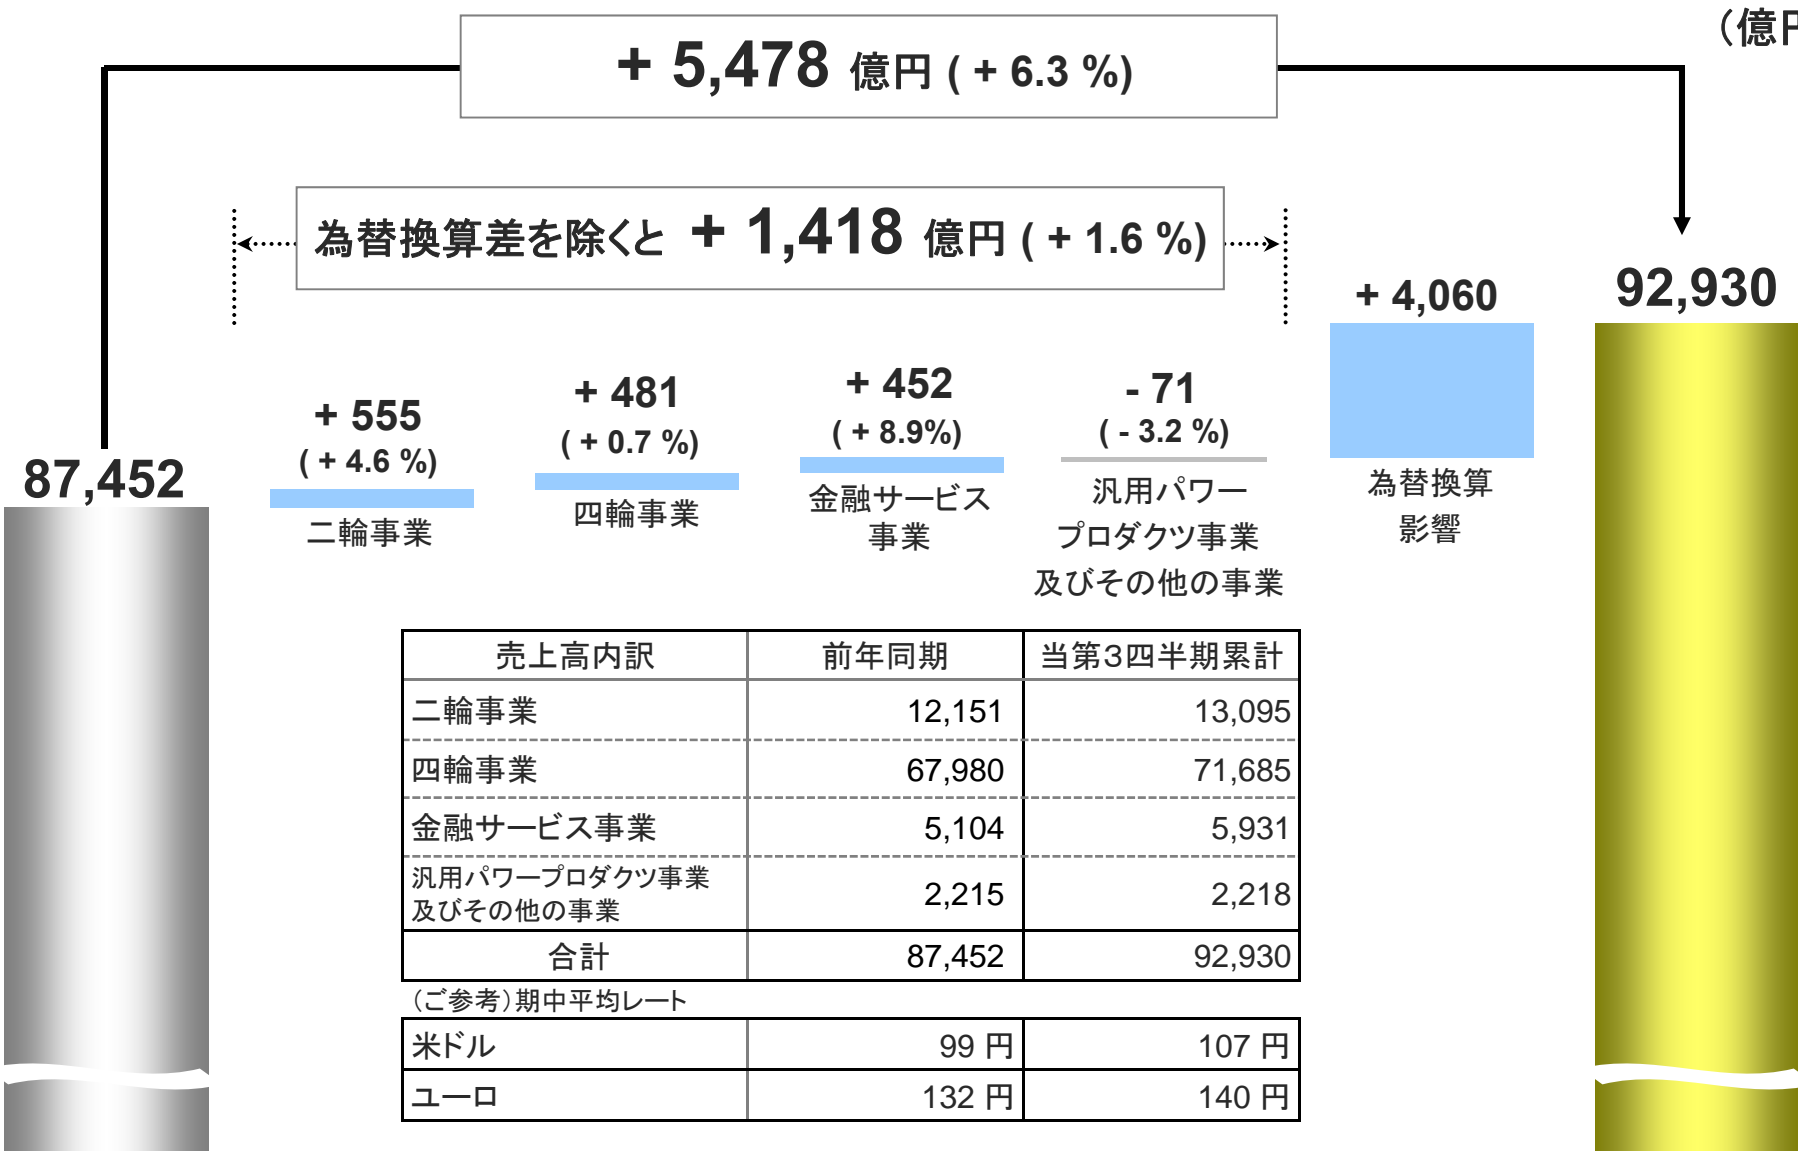 （億円
+ 5,478 億円 ( + 6.3 %)
為替換算差を除くと + 1,418 億円 ( + 1.6 %)
87,452
+ 555
( + 4.6 %)
二輪事業
+ 481
( + 0.7 %)
四輪事業
+ 452
( + 8.9%)
金融サービス
事業
- 71
( - 3.2 %)
汎用パワー
プロダクツ事業
及びその他の事業
+ 4,060
為替換算
影響
92,930
売上高内訳 前年同期 当第3四半期累計
二輪事業 12,151 13,095
四輪事業 67,980 71,685
金融サービス事業 5,104 5,931
汎用パワープロダクツ事業
及びその他の事業 2,215 2,218
合計 87,452 92,930
（ご参考）期中平均レート
米ドル 99 円 107 円
ユーロ 132 円 140 円